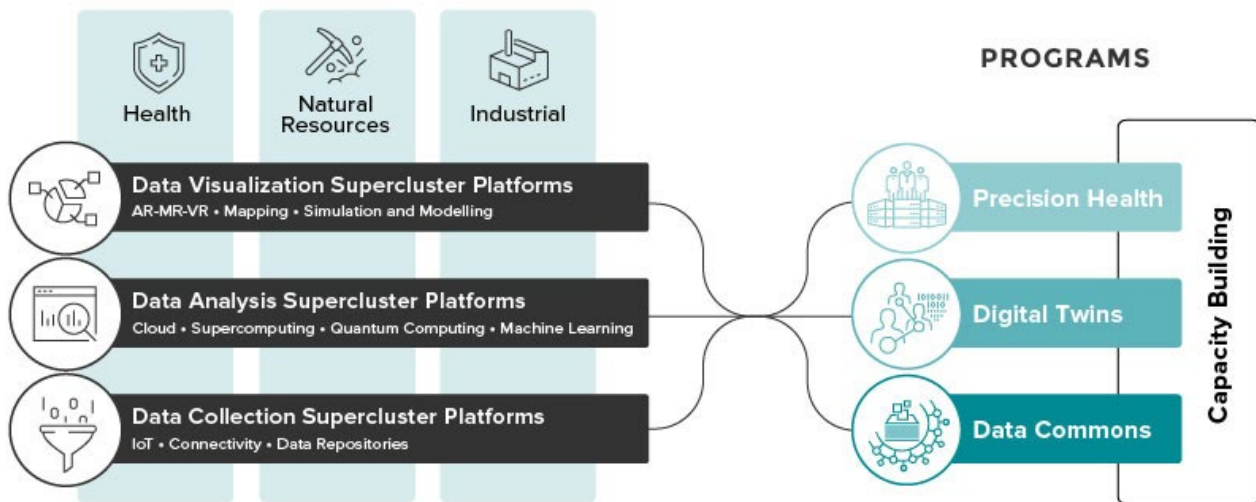 PROGRAMS
Health
Natural
Resources
Industrial
Data Visualization Supercluster Platforms
AR-MR-VR • Mapping • Simulation and Modelling
Data Analysis Supercluster Platforms
Cloud • Supercomputing • Quantum Computing • Machine Learning
Data Collection Supercluster Platforms
IoT • Connectivity • Data Repositories
Precision Health
1010011
1010
Digital Twins
Data Commons
Capacity Building